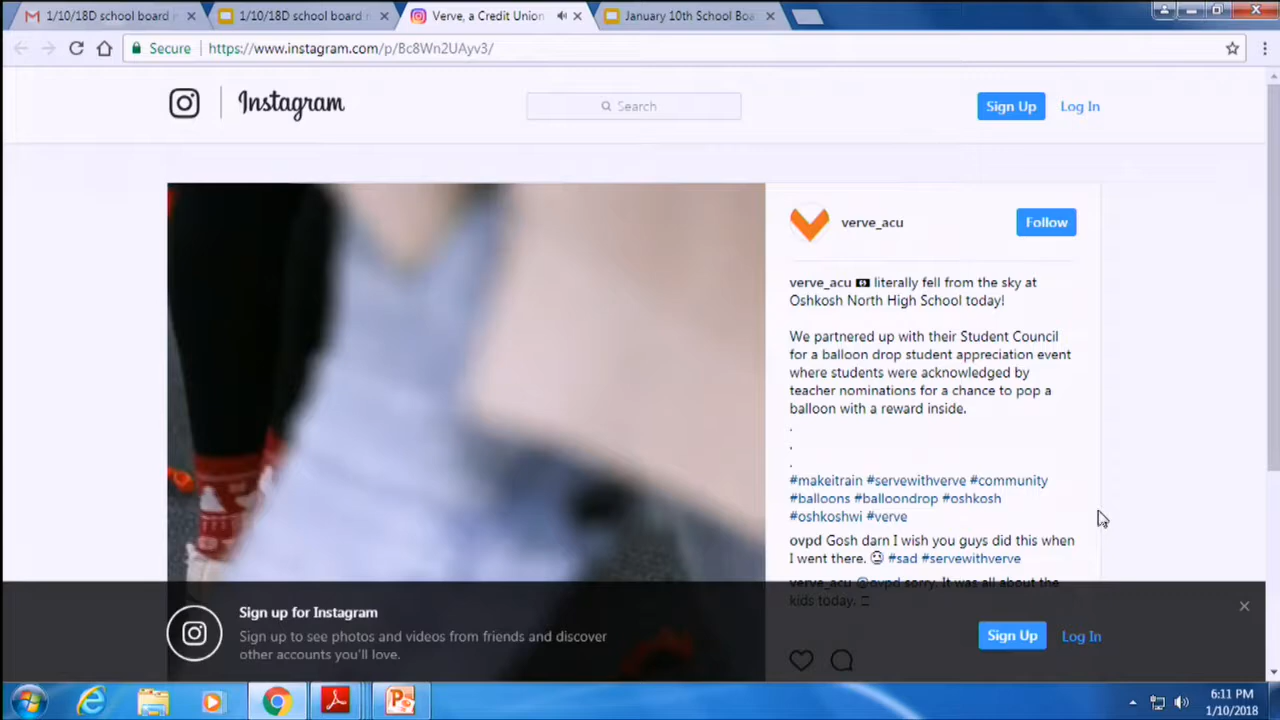 1/10/18D school board
1/10/18D school board
Verve, a Credit Union
January 10th School Boa
Secure
https://www.instagram.com/p/Bc8Wn2UAyv3/
Instagram
Search
Sign Up
Log In
verve_acu
Follow
verve_acu 💵 literally fell from the sky at
Oshkosh North High School today!
We partnered up with their Student Council
for a balloon drop student appreciation event
where students were acknowledged by
teacher nominations for a chance to pop a
balloon with a reward inside.
.
.
.
#makeitrain #servewithverve #community
#balloons #balloondrop #oshkosh
#oshkoshwi #verve
ovpd Gosh darn I wish you guys did this when
I went there. #sad #servewithverve
verve_acu @ovpd sorry. It was all about the
kids today.
Sign up for Instagram
Sign up to see photos and videos from friends and discover
other accounts you'll love.
Sign Up
Log In
6:11 PM
1/10/2018